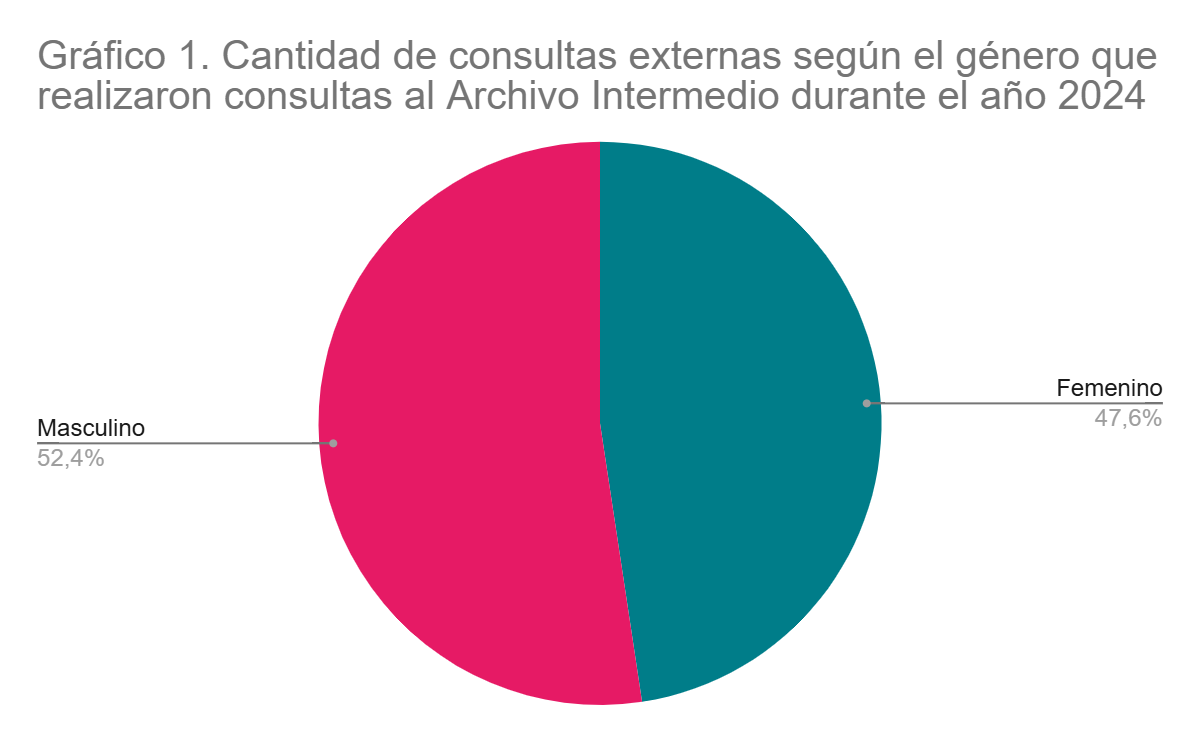 Gráfico 1. Cantidad de consultas externas según el género que
realizaron consultas al Archivo Intermedio durante el año 2024
Femenino
47,6%
Masculino
52,4%